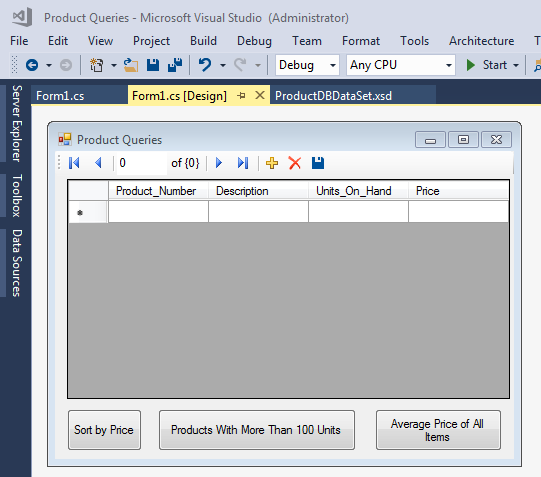 Product Queries - Microsoft Visual Studio (Administrator)
File Edit View Project Build Debug Team Format Tools Architecture
Debug Any CPU Start
Form1.cs Form1.cs [Design] ProductDBDataSet.xsd
Server Explorer
Toolbox
Data Sources
Product Queries
0 of {0}
Product_Number Description Units_On_Hand Price
*
Sort by Price Products With More Than 100 Units Average Price of All
Items